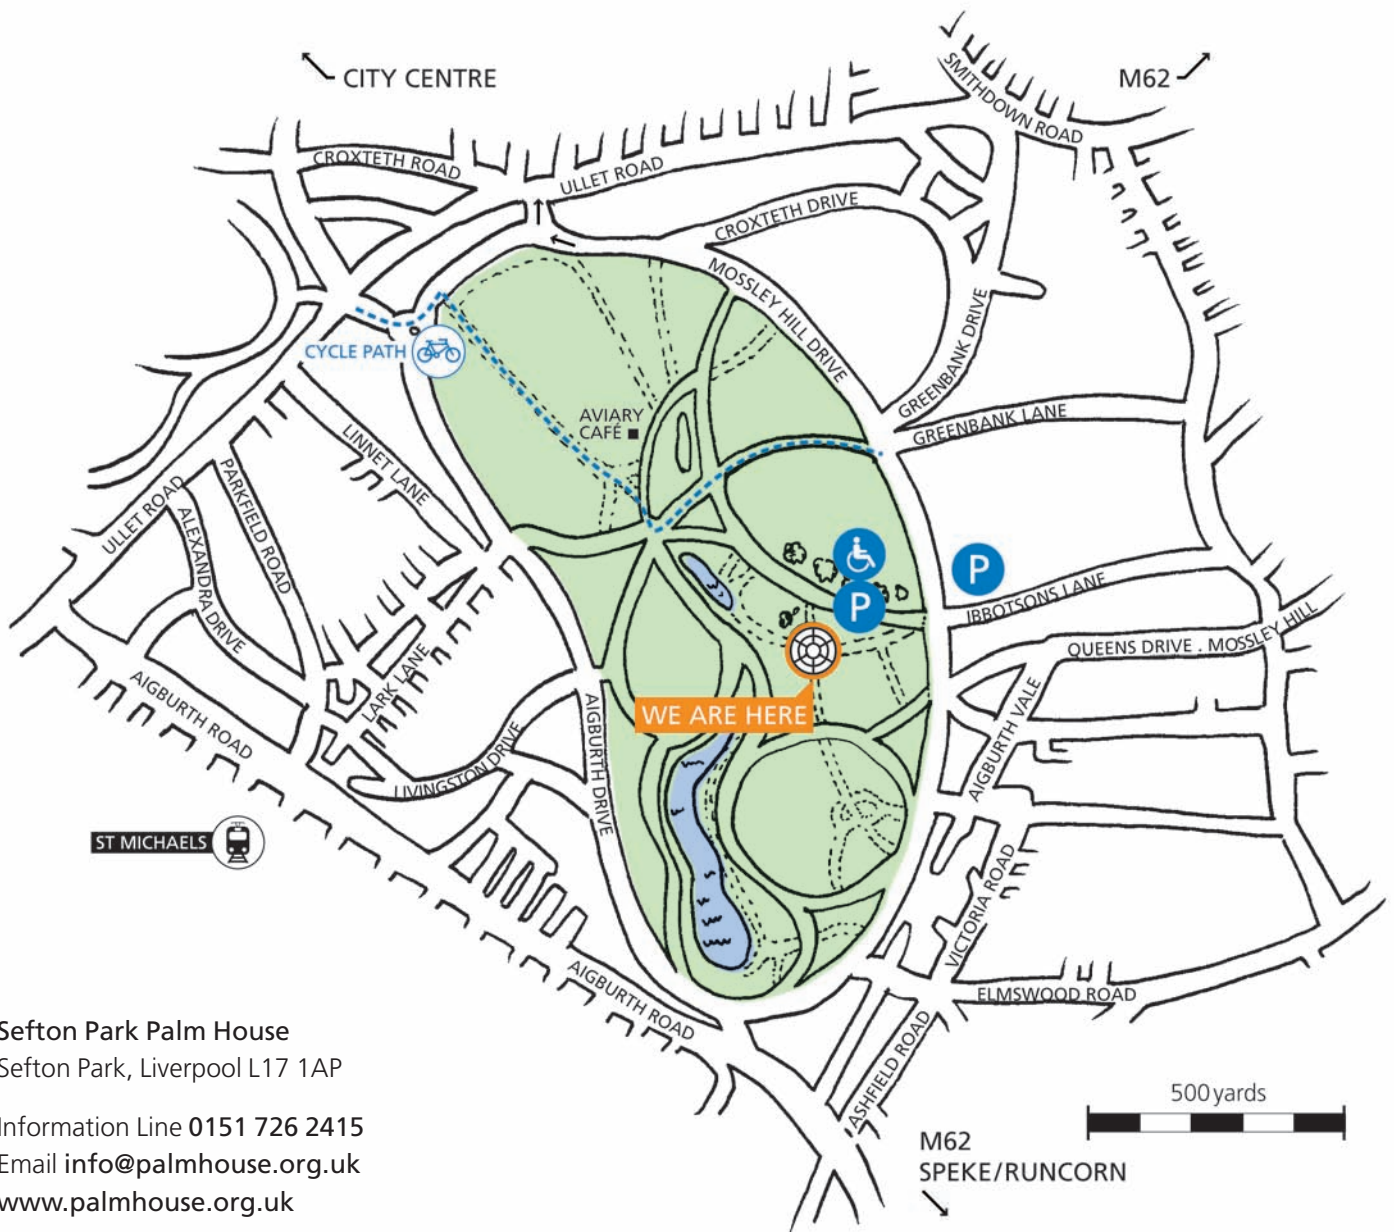 CITY CENTRE
M62
SMITHDOWN ROAD
CROXTETH ROAD
ULLET ROAD
CROXTETH DRIVE
MOSSLEY HILL DRIVE
GREENBANK DRIVE
CYCLE PATH
AVIARY
CAFÉ
GREENBANK LANE
LINNET LANE
PARKFIELD ROAD
ULLET ROAD
ALEXANDRA DRIVE
P
P
IBBOTSONS LANE
QUEENS DRIVE . MOSSLEY HILL
LARK LANE
AIGBURTH ROAD
WE ARE HERE
AIGBURTH VALE
AIGBURTH DRIVE
LIVINGSTON DRIVE
ST MICHAELS
VICTORIA ROAD
AIGBURTH ROAD
ELMSWOOD ROAD
ASHFIELD ROAD
Sefton Park Palm House
Sefton Park, Liverpool L17 1AP
Information Line 0151 726 2415
Email info@palmhouse.org.uk
www.palmhouse.org.uk
500 yards
M62
SPEKE/RUNCORN